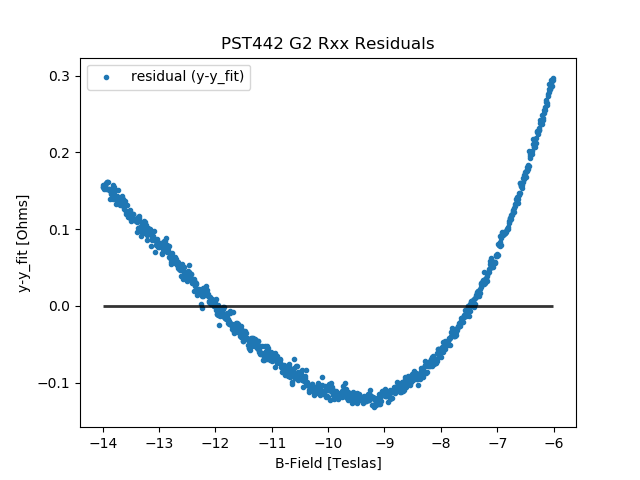 PST442 G2 Rxx Residuals
residual (y-y_fit)
0.3
0.2
0.1
0.0
−0.1
y-y_fit [Ohms]
−14 −13 −12 −11 −10 −9 −8 −7 −6
B-Field [Teslas]